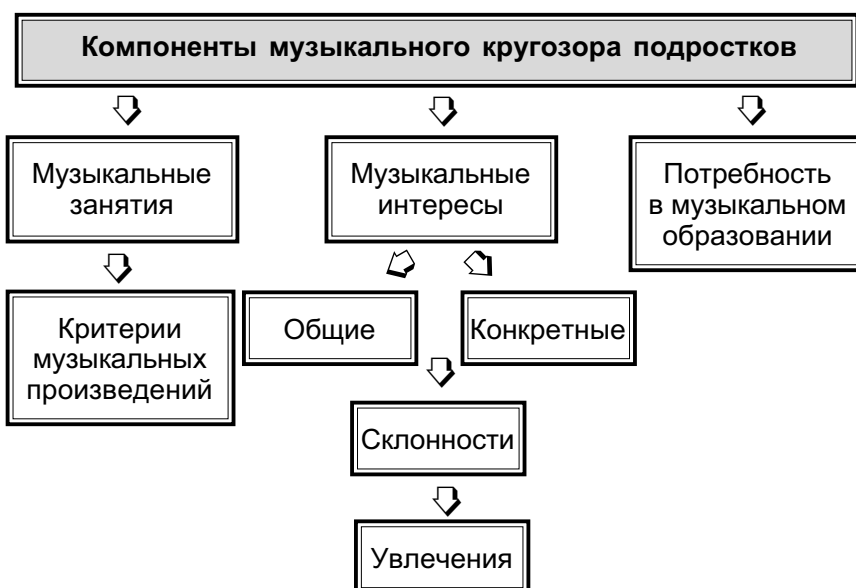 Компоненты музыкального кругозора подростков
Музыкальные
занятия
Музыкальные
интересы
Потребность
в музыкальном
образовании
Критерии
музыкальных
произведений
Общие
Конкретные
Склонности
Увлечения